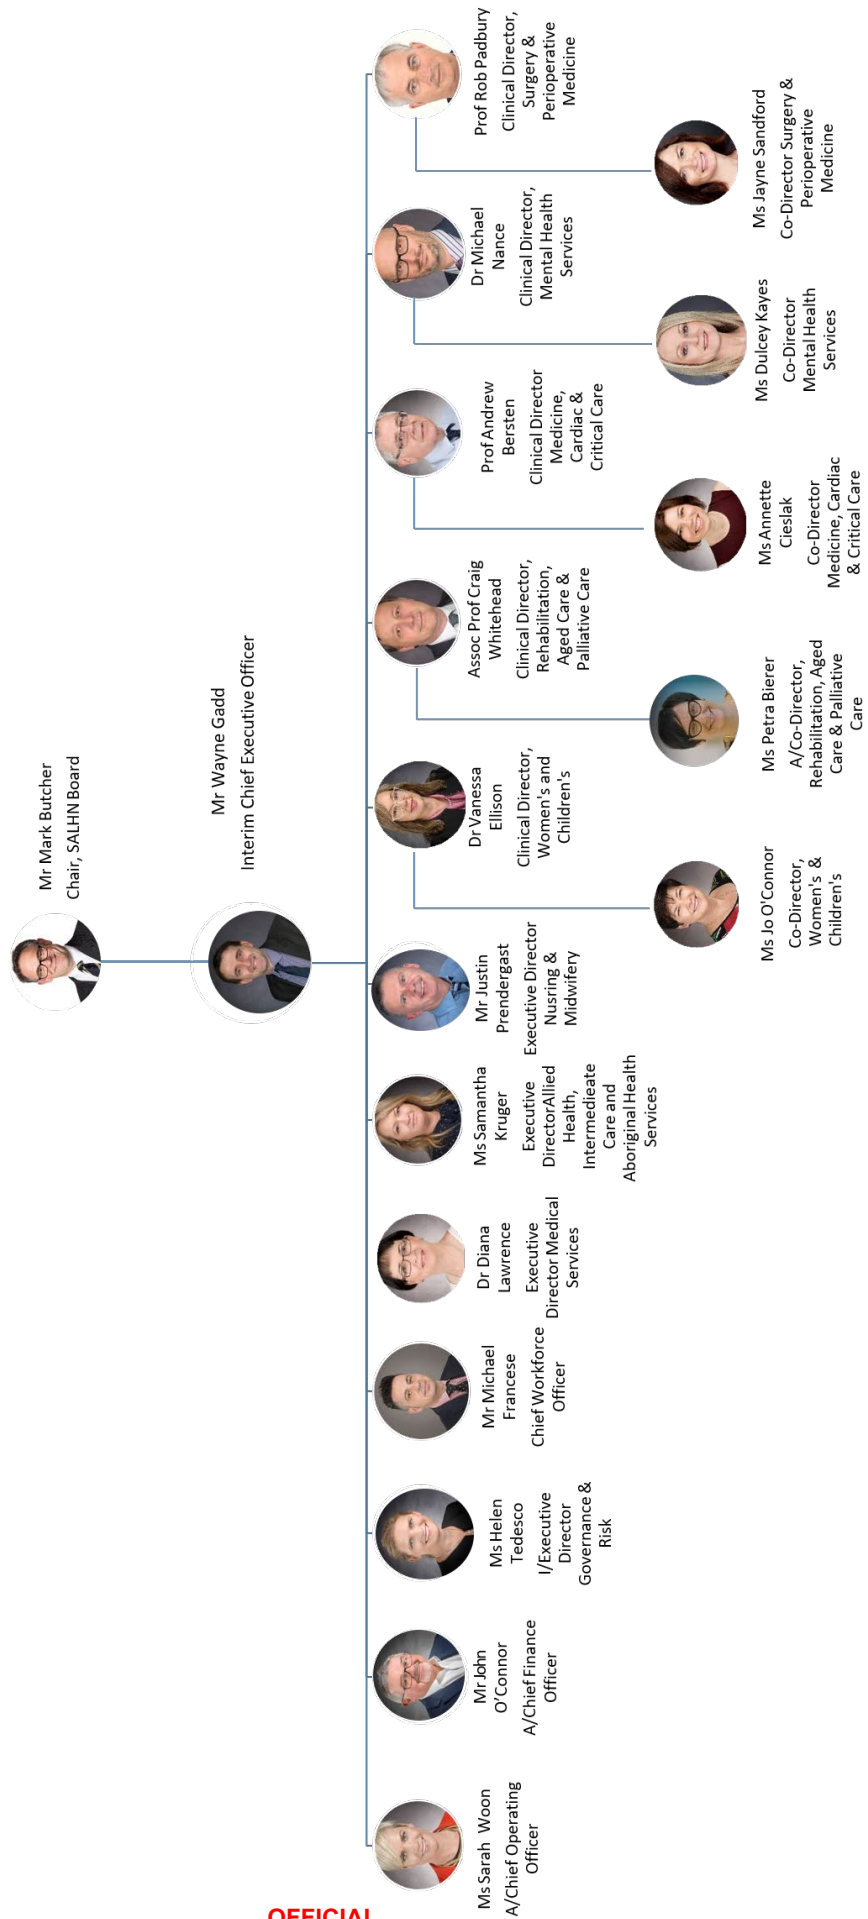 OFFICIAL
Mr Mark Butcher
Chair, SALHN Board
Mr Wayne Gadd
Interim Chief Executive Officer
Ms Sarah Woon
A/Chief Operating
Officer
Mr John
O'Connor
A/Chief Finance
Officer
Ms Helen
Tedesco
I/Executive
Director
Governance &
Risk
Mr Michael
Francese
Chief Workforce
Officer
Dr Diana
Lawrence
Executive
Director Medical
Services
Ms Samantha
Kruger
Executive
DirectorAllied
Health,
Intermedieate
Care and
Aboriginal Health
Services
Mr Justin
Prendergast
Executive Director
Nusring &
Midwifery
Dr Vanessa
Ellison
Clinical Director,
Women's and
Children's
Assoc Prof Craig
Whitehead
Clinical Director,
Rehabilitation,
Aged Care &
Palliative Care
Prof Andrew
Bersten
Clinical Director
Medicine,
Cardiac &
Critical Care
Dr Michael
Nance
Clinical Director,
Mental Health
Services
Prof Rob Padbury
Clinical Director,
Surgery &
Perioperative
Medicine
Ms Jo O'Connor
Co-Director,
Women's &
Children's
Ms Petra Bierer
A/Co-Director,
Rehabilitation, Aged
Care & Palliative
Care
Ms Annette
Cieslak
Co-Director
Medicine, Cardiac
& Critical Care
Ms Dulcey Kayes
Co-Director
Mental Health
Services
Ms Jayne Sandford
Co-Director Surgery &
Perioperative
Medicine